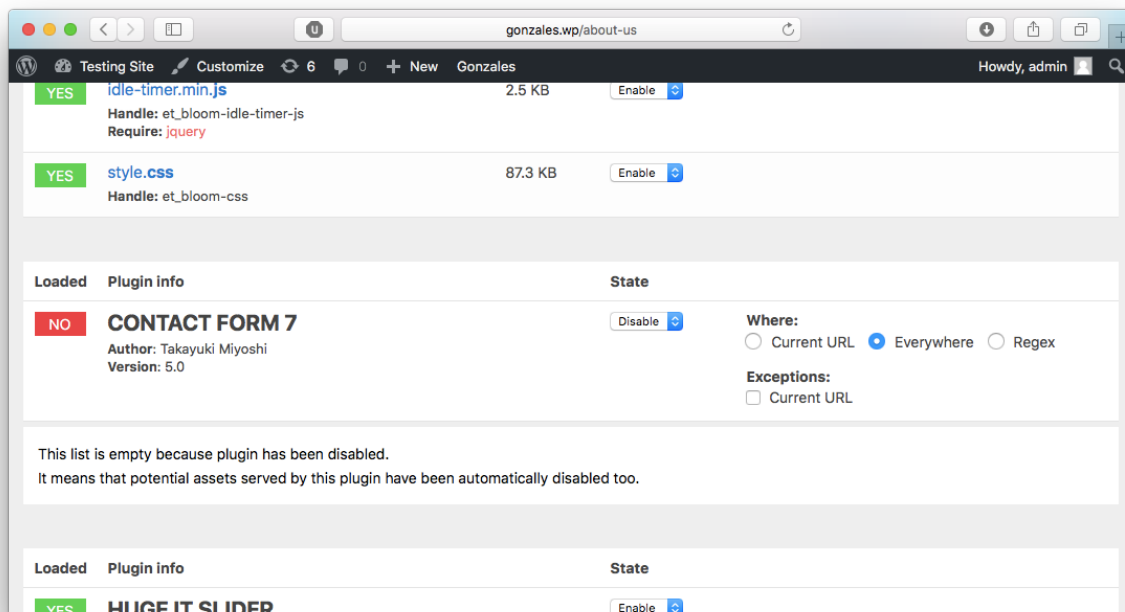 gonzales.wp/about-us
Testing Site Customize 6 0 New Gonzales Howdy, admin
YES idle-timer.min.js 2.5 KB Enable
Handle: et_bloom-idle-timer-js
Require: jquery
YES style.css 87.3 KB Enable
Handle: et_bloom-css
Loaded Plugin info State
NO CONTACT FORM 7 Disable Where:
Author: Takayuki Miyoshi Current URL Everywhere Regex
Version: 5.0
Exceptions:
Current URL
This list is empty because plugin has been disabled.
It means that potential assets served by this plugin have been automatically disabled too.
Loaded Plugin info State
YES HUGE IT SLIDER Enable